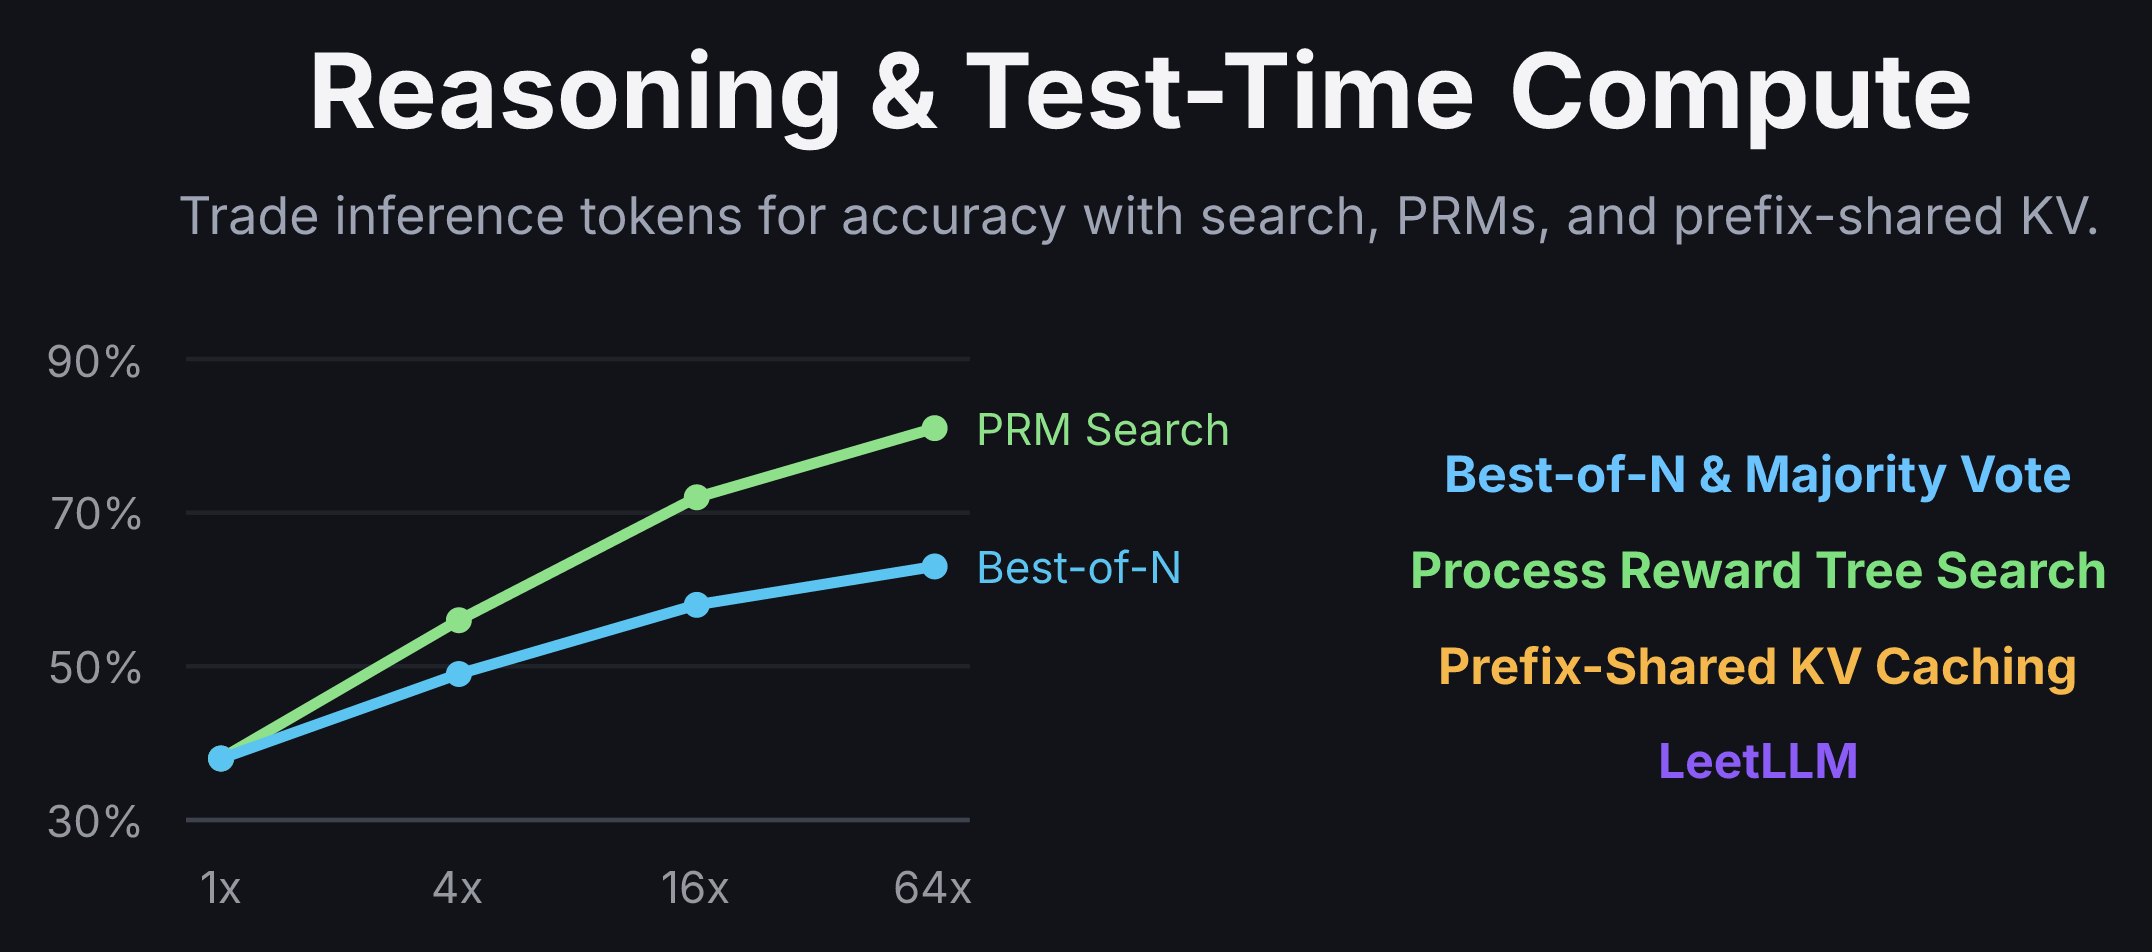 Reasoning & Test-Time Compute
Trade inference tokens for accuracy with search, PRMs, and prefix-shared KV.
90%
PRM Search
70%
Best-of-N
50%
30%
1x 4x 16x 64x
Best-of-N & Majority Vote
Process Reward Tree Search
Prefix-Shared KV Caching
LeetLLM